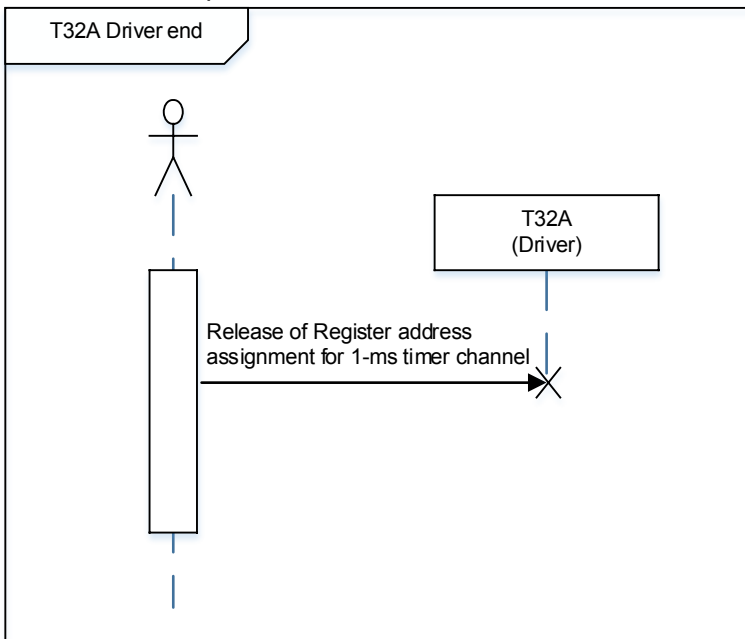 T32A Driver end
T32A
(Driver)
Release of Register address
assignment for 1-ms timer channel